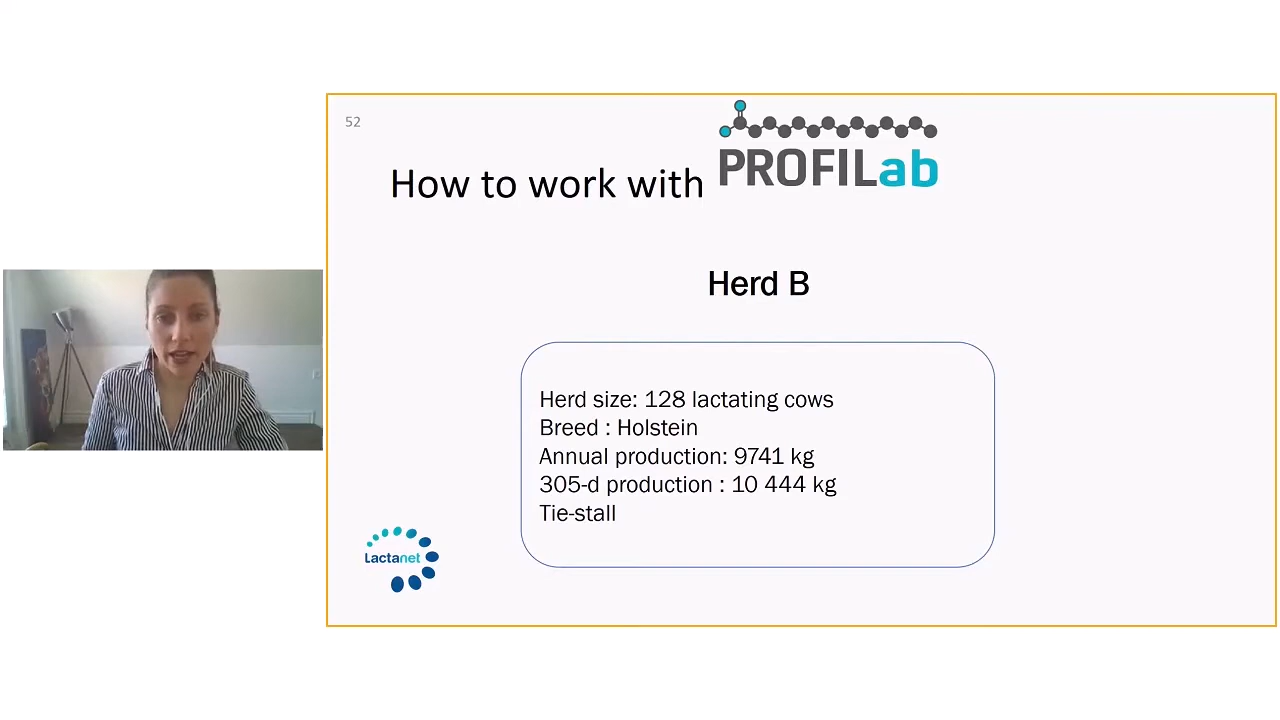 52
How to work with PROFILab
Herd B
Herd size: 128 lactating cows
Breed : Holstein
Annual production: 9741 kg
305-d production : 10 444 kg
Tie-stall
Lactanet